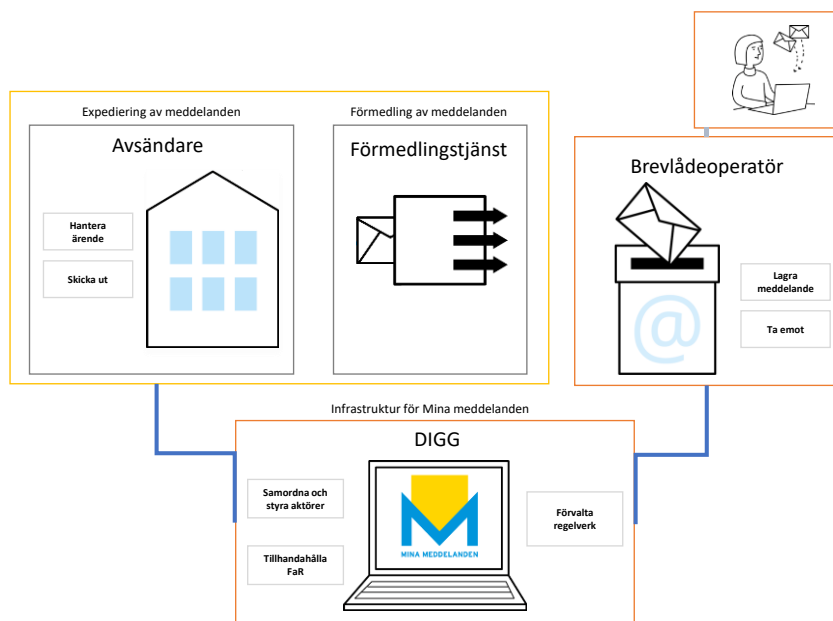 Expediering av meddelanden
Avsändare
Hantera
ärende
Skicka ut
Förmedling av meddelanden
Förmedlingstjänst
Brevlådeoperatör
@
Lagra
meddelande
Ta emot
Infrastruktur för Mina meddelanden
DIGG
Samordna och
styra aktörer
Tillhandahålla
FaR
M
MINA MEDDELANDEN
Förvalta
regelverk